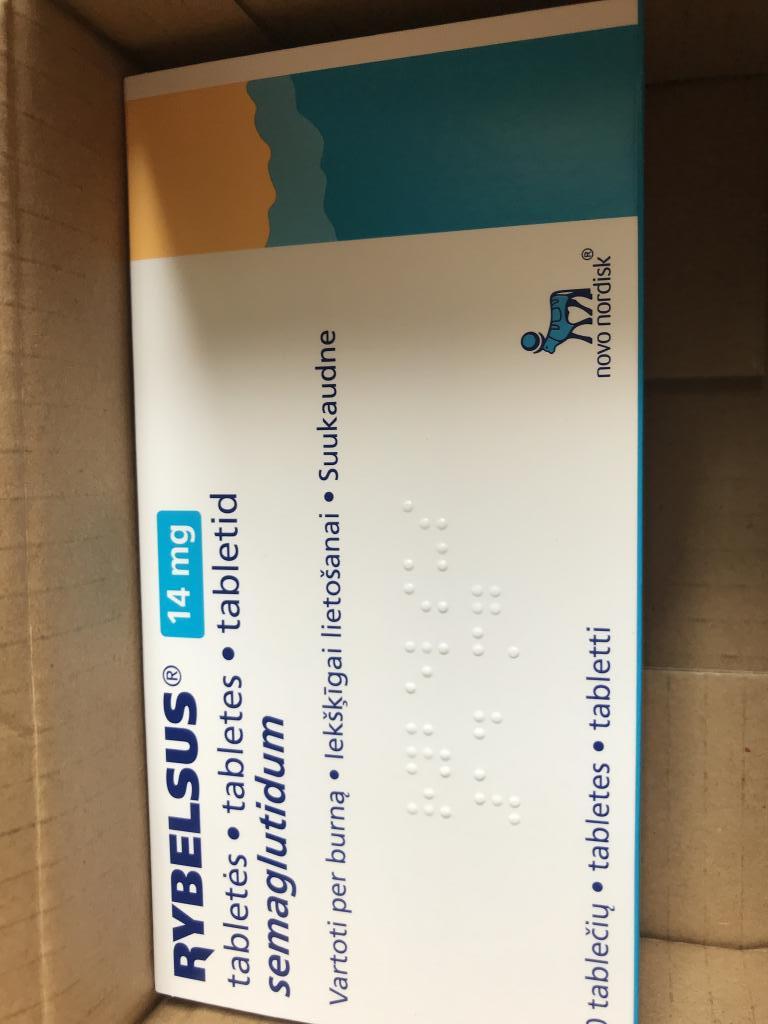 RYBELSUS® 14 mg
tabletės • tabletes • tabletid
semaglutidum
Vartoti per burną • Iekšķīgai lietošanai • Suukaudne
novo nordisk®
tablečių • tabletes • tabletti